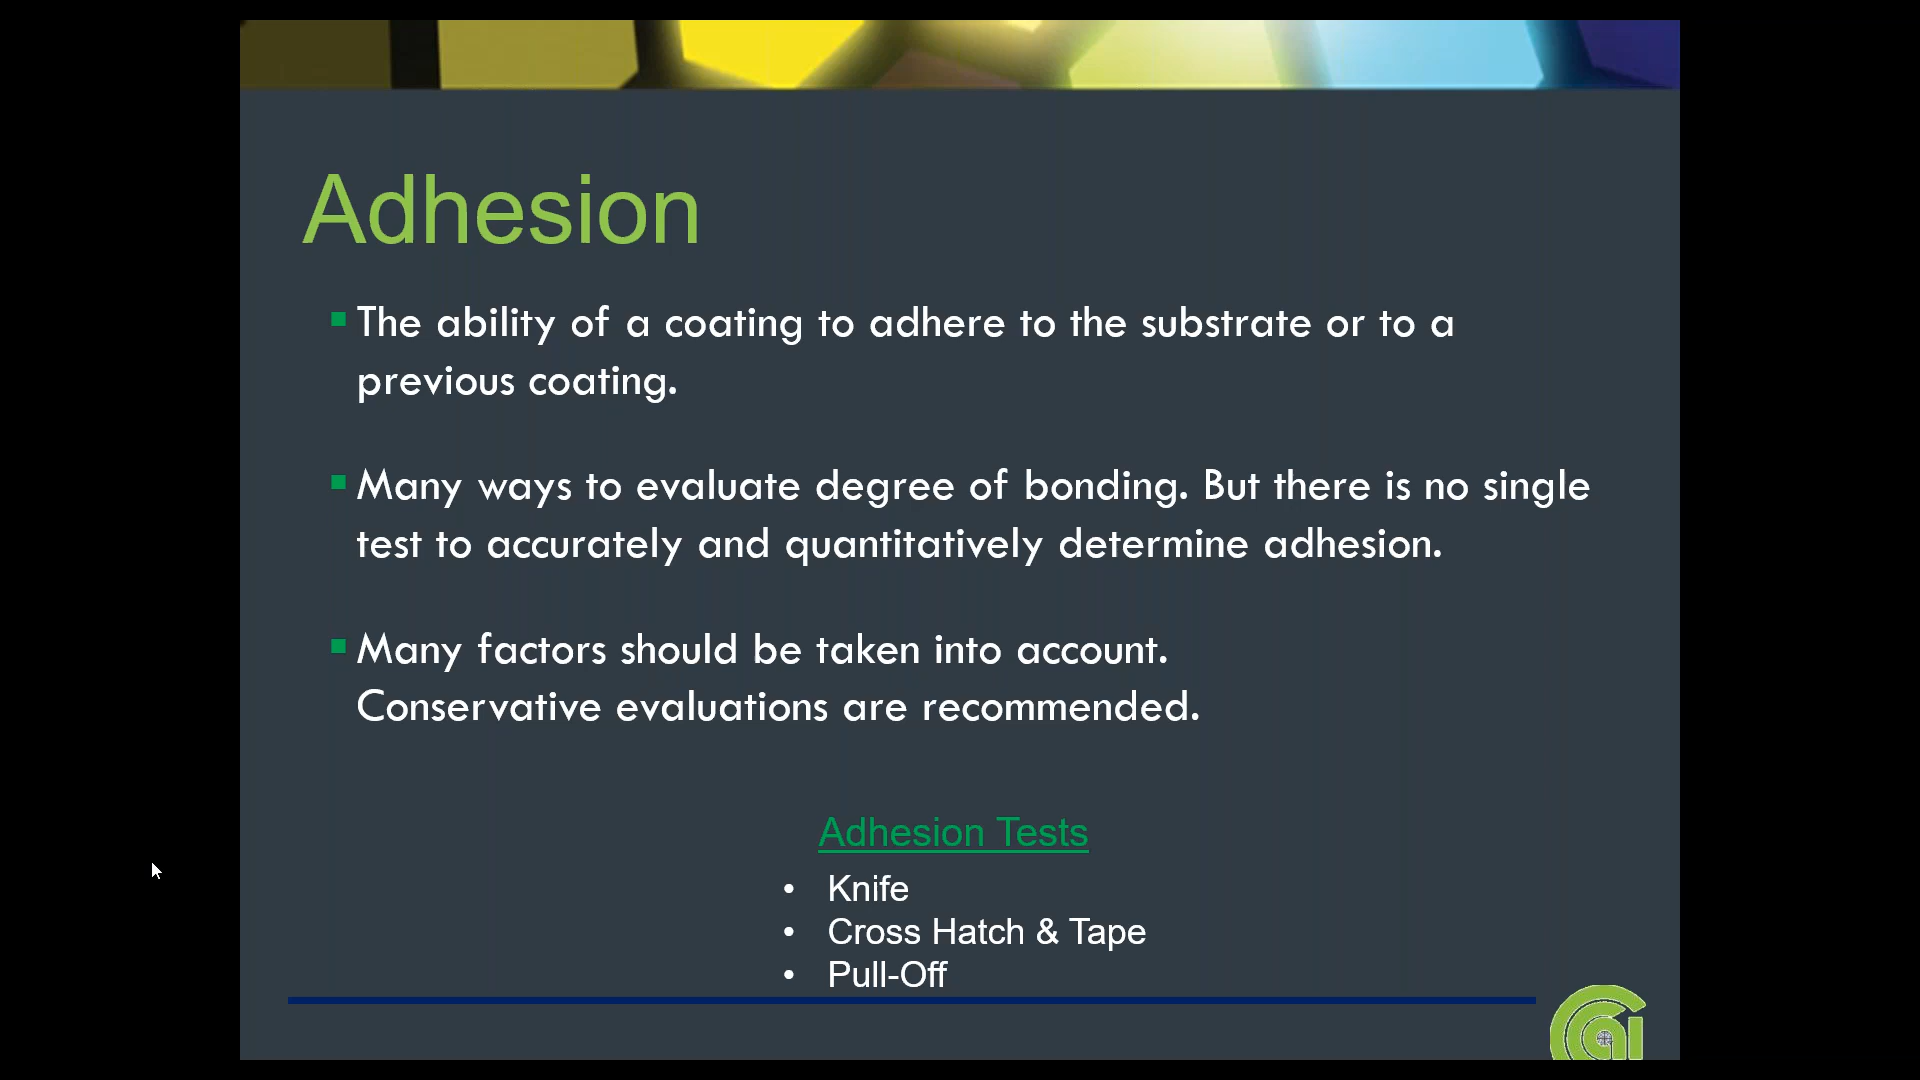 Adhesion
▪ The ability of a coating to adhere to the substrate or to a
previous coating.
▪ Many ways to evaluate degree of bonding. But there is no single
test to accurately and quantitatively determine adhesion.
▪ Many factors should be taken into account.
Conservative evaluations are recommended.
Adhesion Tests
• Knife
• Cross Hatch & Tape
• Pull-Off